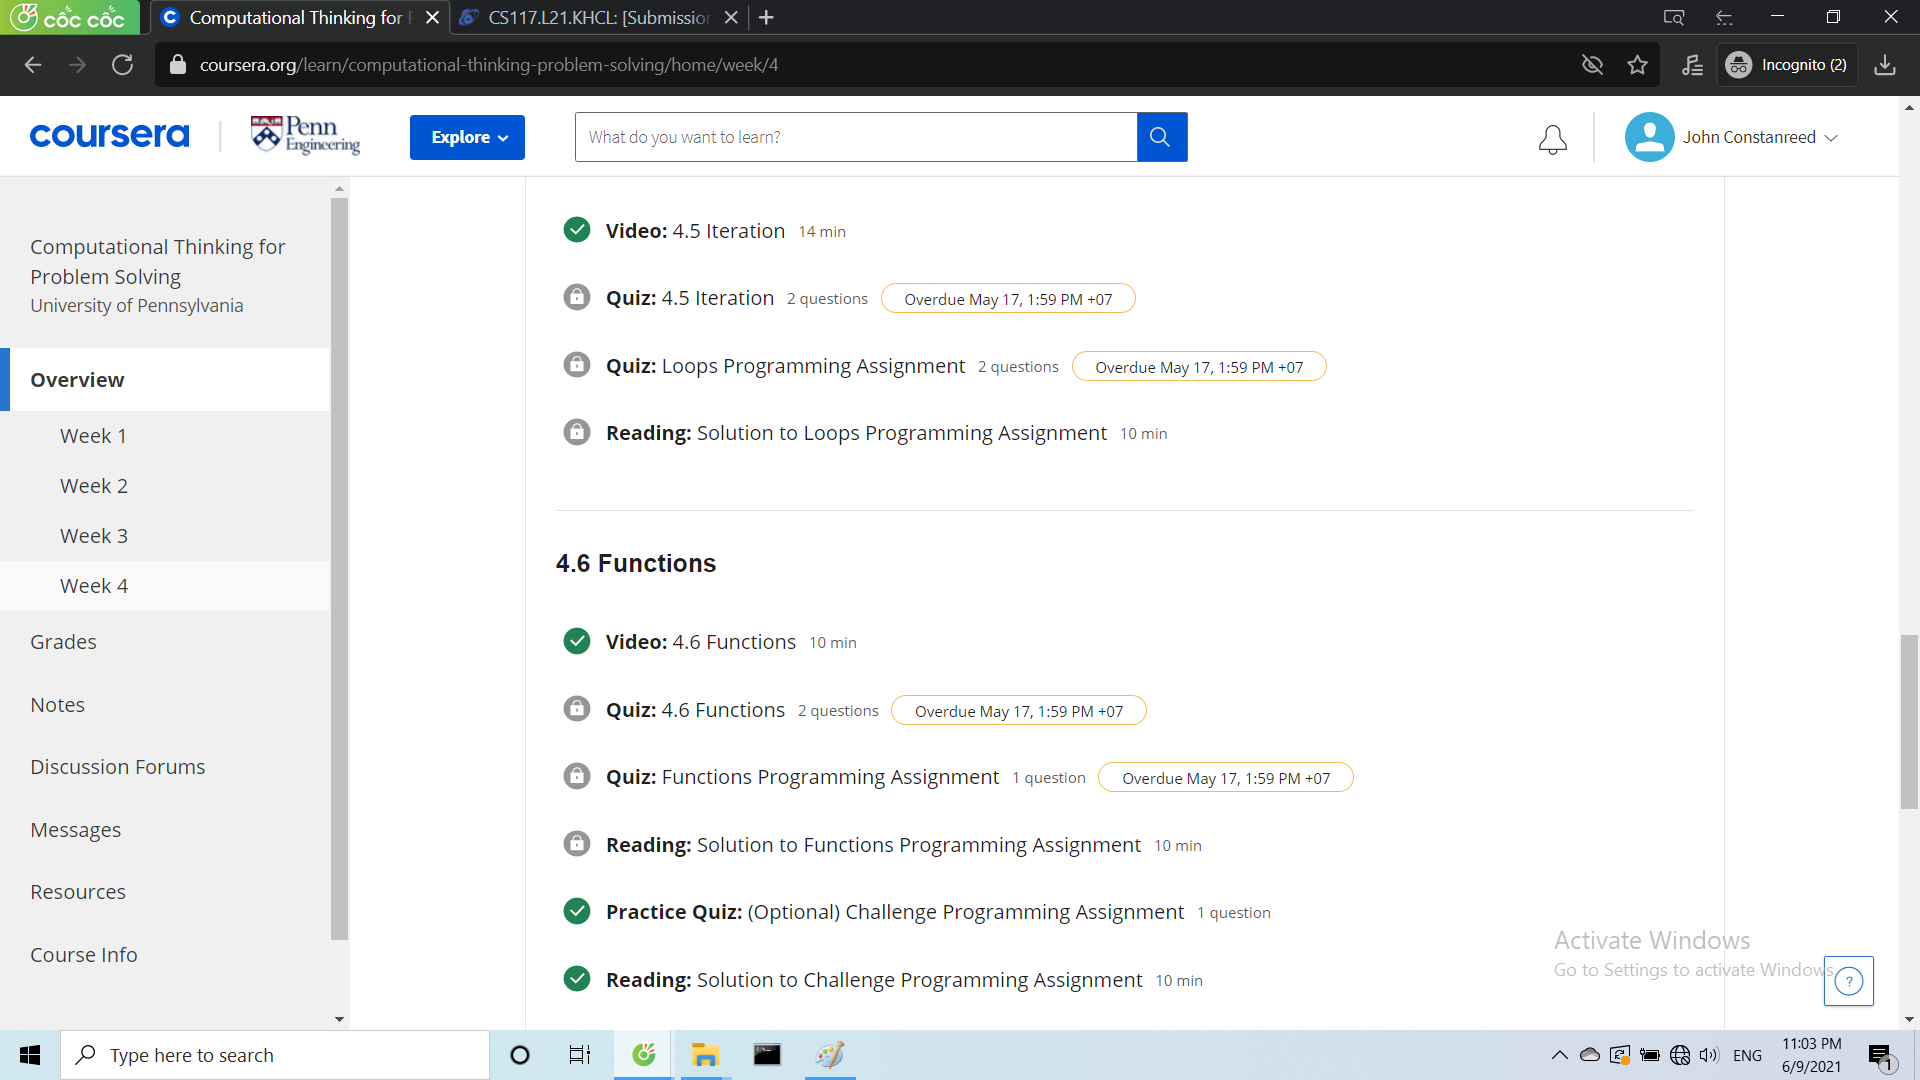 cốc cốc
Computational Thinking for
CS117.L21.KHCL: [Submission
coursera.org/learn/computational-thinking-problem-solving/home/week/4
Incognito (2)
coursera
Penn
Engineering
Explore
What do you want to learn?
John Constanreed
Computational Thinking for
Problem Solving
University of Pennsylvania
Overview
Week 1
Week 2
Week 3
Week 4
Grades
Notes
Discussion Forums
Messages
Resources
Course Info
Video: 4.5 Iteration 14 min
Quiz: 4.5 Iteration 2 questions Overdue May 17, 1:59 PM +07
Quiz: Loops Programming Assignment 2 questions Overdue May 17, 1:59 PM +07
Reading: Solution to Loops Programming Assignment 10 min
4.6 Functions
Video: 4.6 Functions 10 min
Quiz: 4.6 Functions 2 questions Overdue May 17, 1:59 PM +07
Quiz: Functions Programming Assignment 1 question Overdue May 17, 1:59 PM +07
Reading: Solution to Functions Programming Assignment 10 min
Practice Quiz: (Optional) Challenge Programming Assignment 1 question
Reading: Solution to Challenge Programming Assignment 10 min
Activate Windows
Go to Settings to activate Windows
?
Type here to search
ENG
11:03 PM
6/9/2021
1